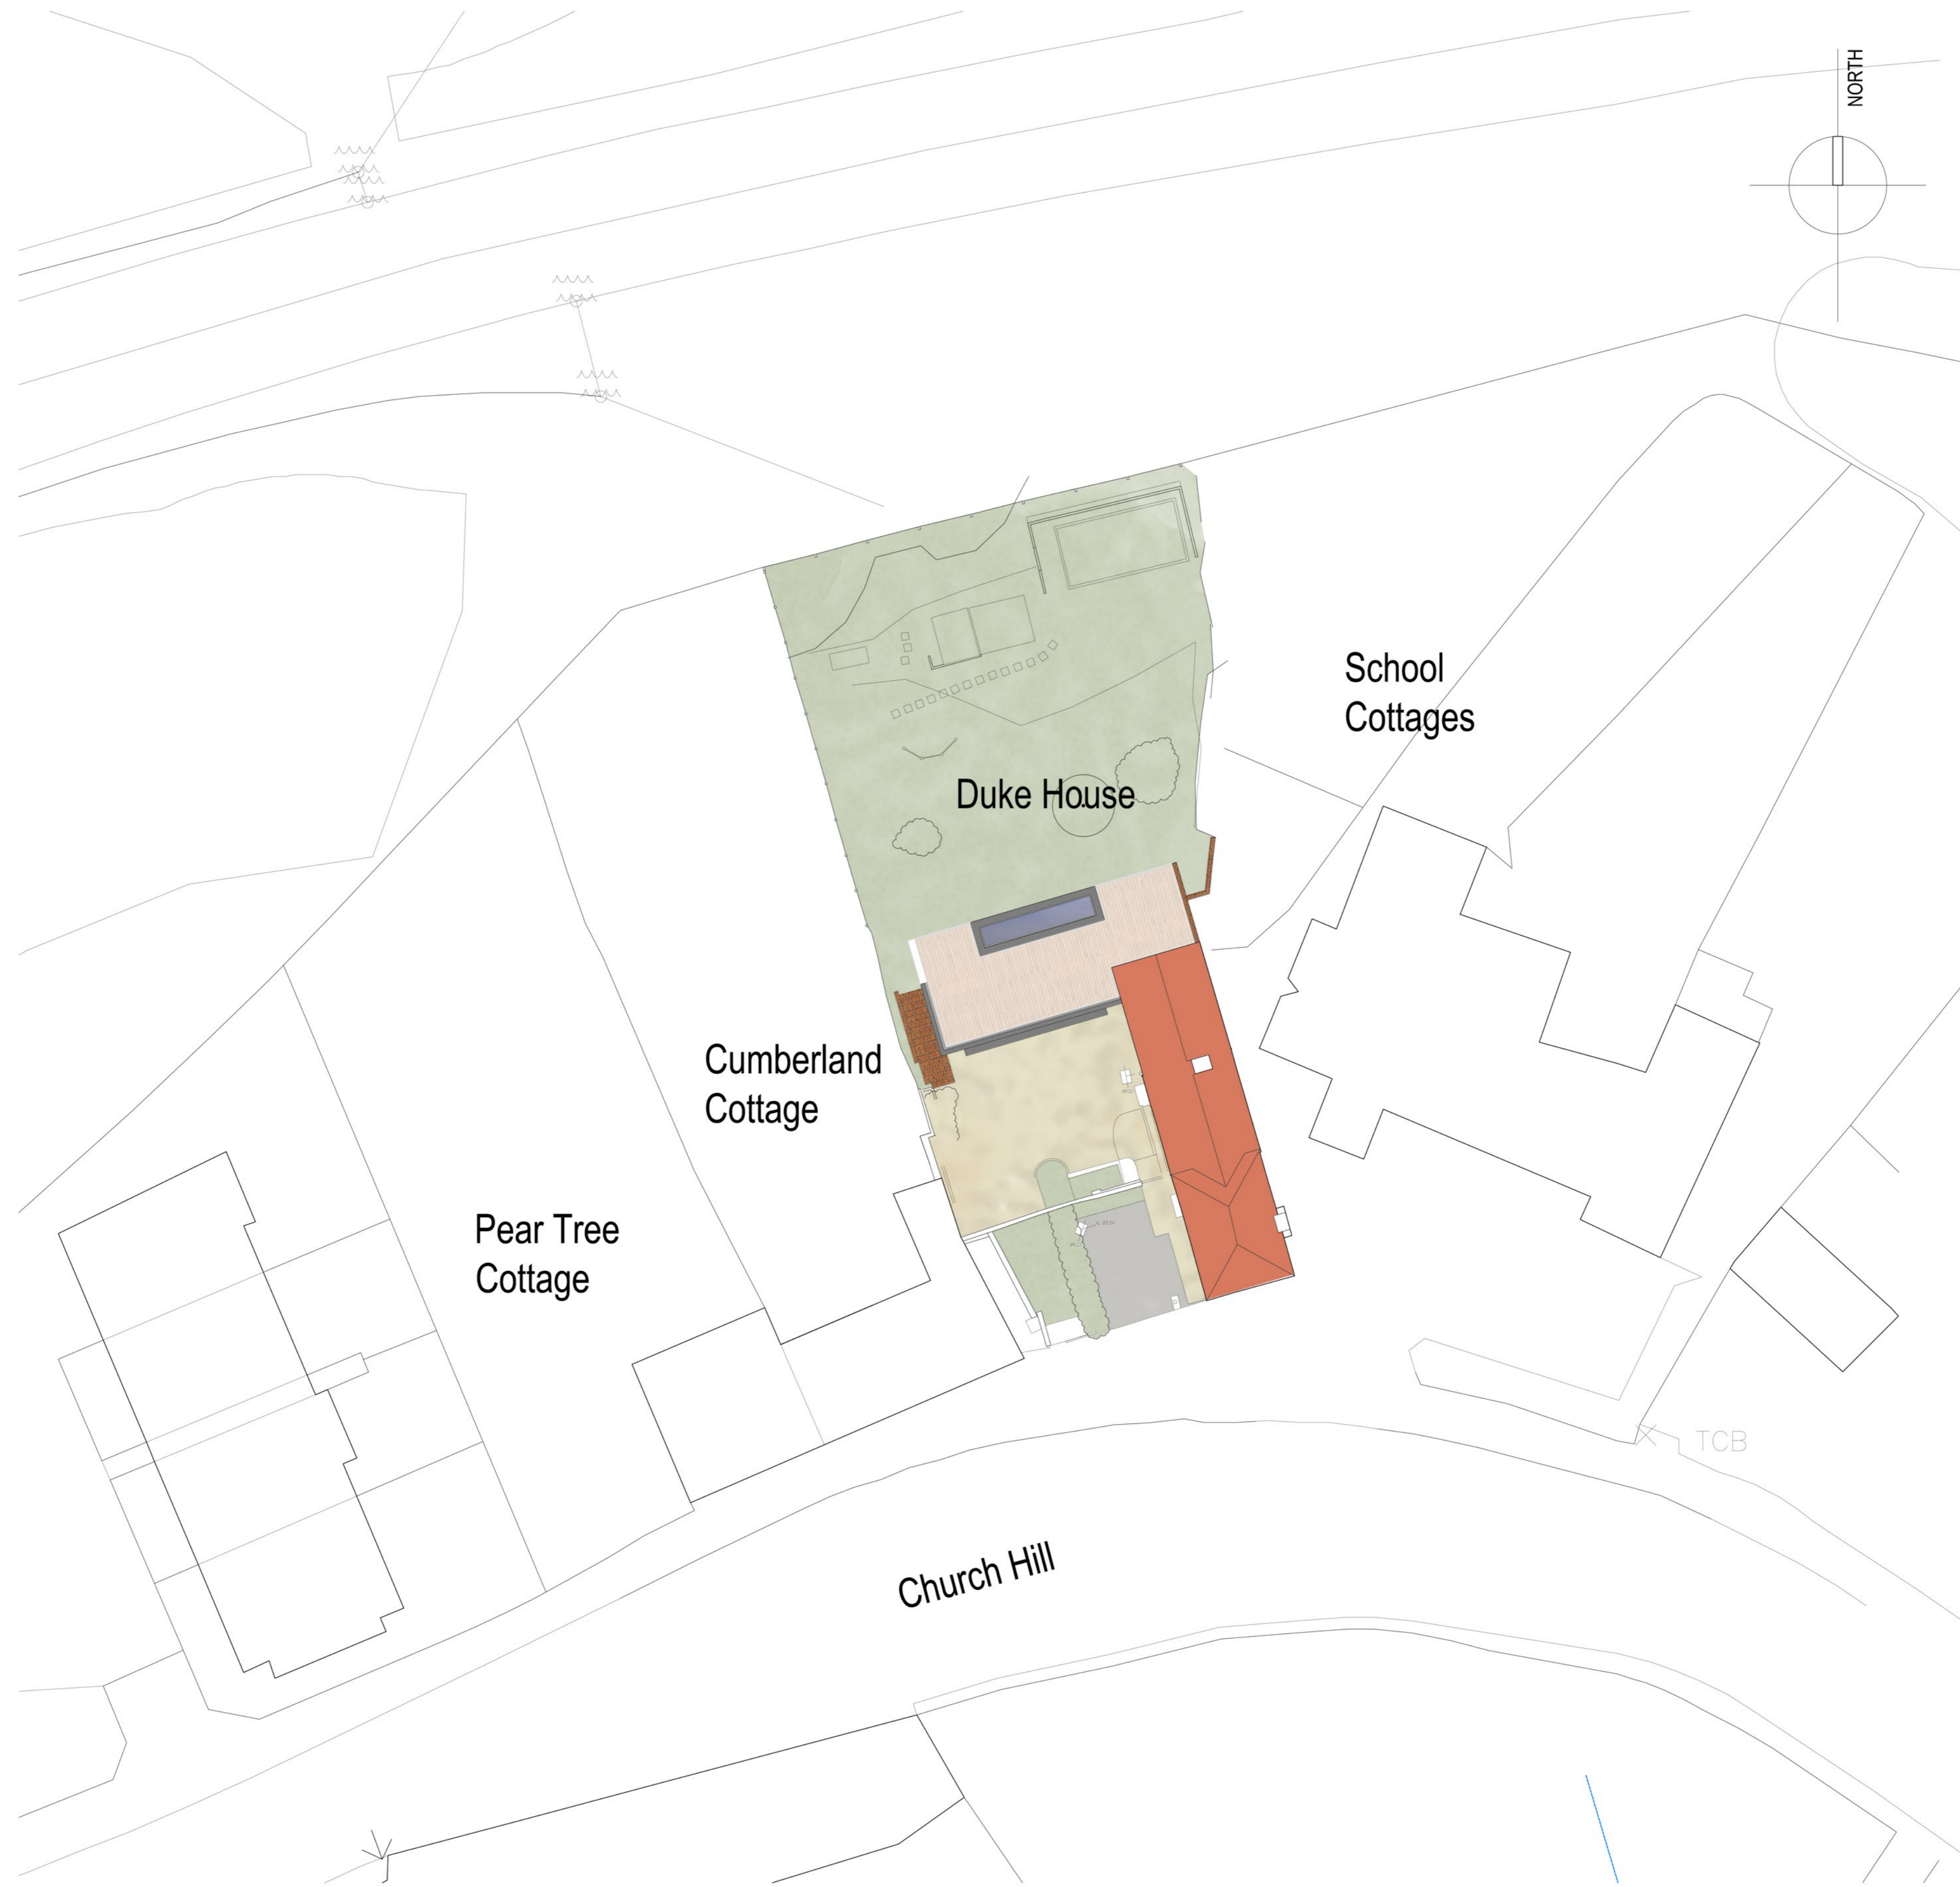 NORTH
School
Cottages
Duke House
Cumberland
Cottage
Pear Tree
Cottage
TCB
Church Hill